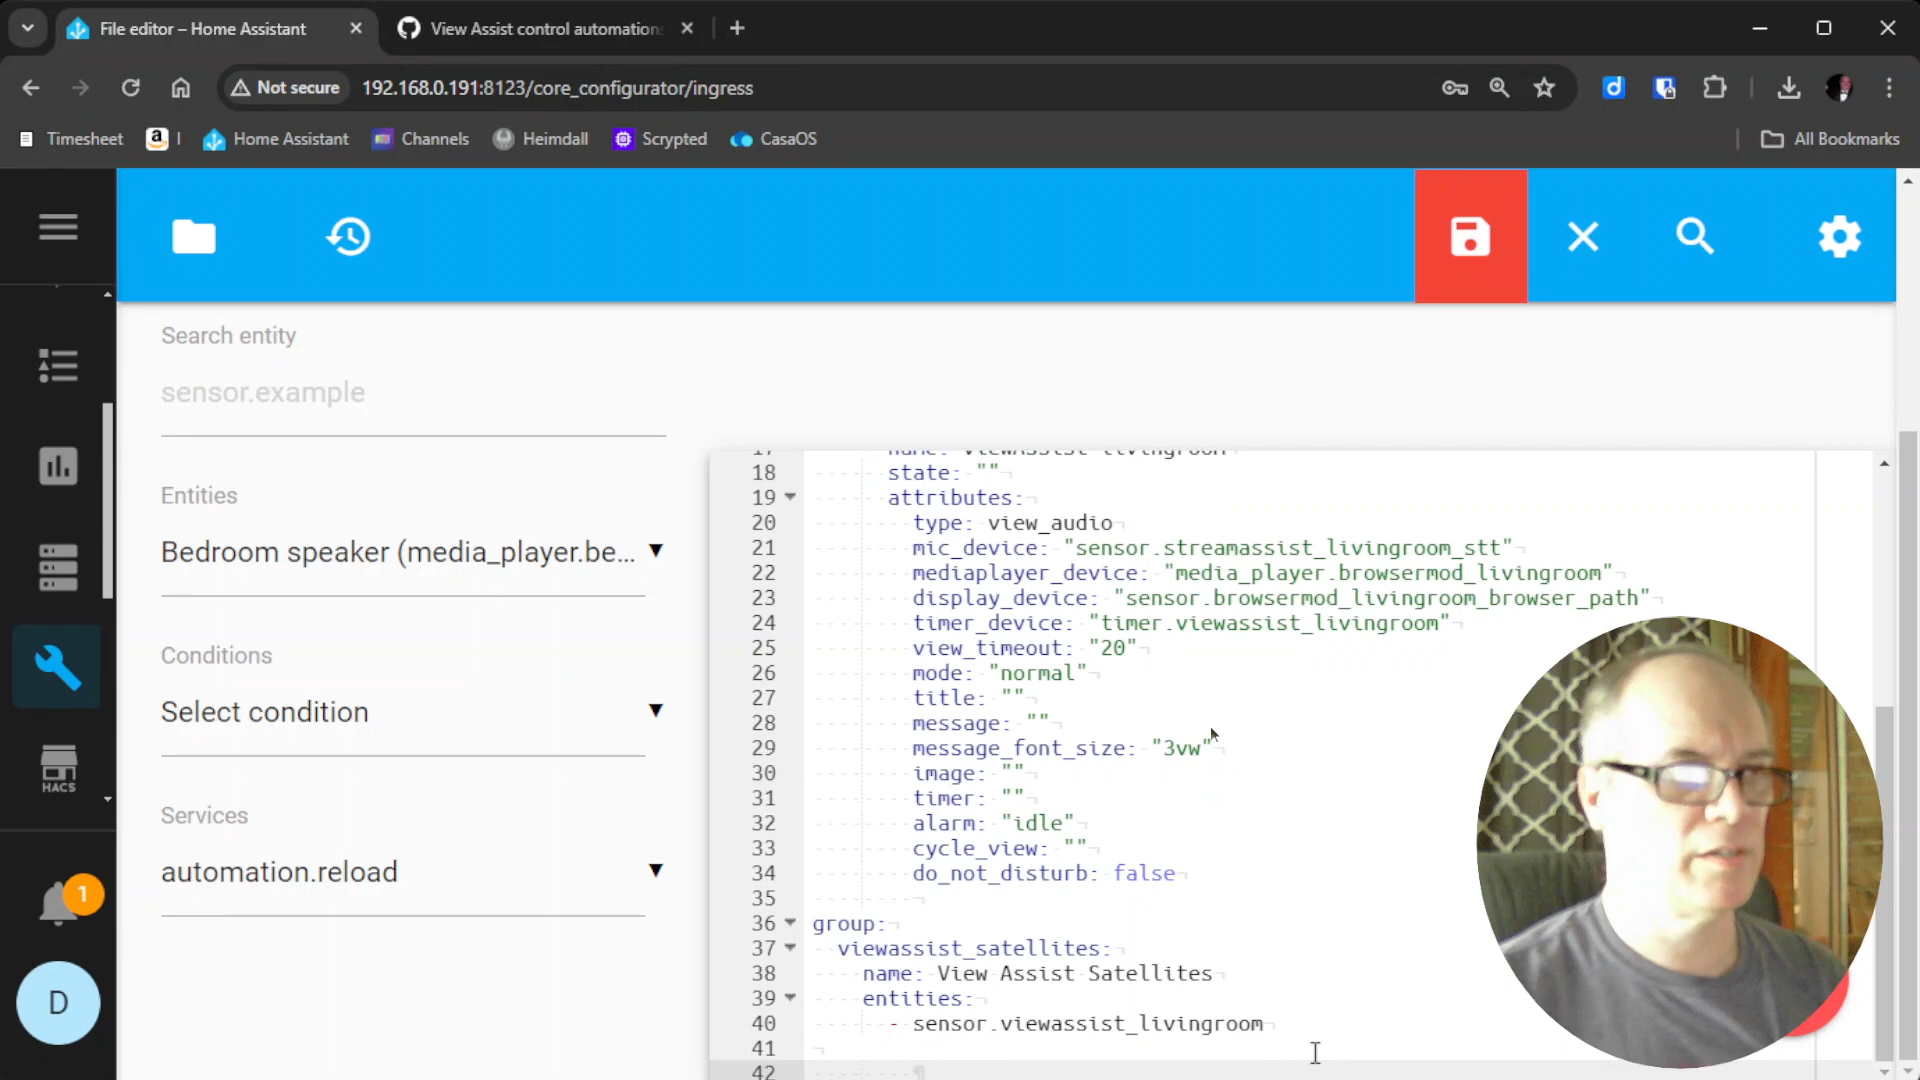 File editor – Home Assistant
View Assist control automation
Not secure
192.168.0.191:8123/core_configurator/ingress
Timesheet
Home Assistant
Channels
Heimdall
Scrypted
CasaOS
All Bookmarks
Search entity
sensor.example
Entities
Bedroom speaker (media_player.be...
Conditions
Select condition
Services
automation.reload
HACS
1
D
17 name: ViewAssist-livingroom
18 state: ""
19 attributes:
20 type: view_audio
21 mic_device: "sensor.streamassist_livingroom_stt"
22 mediaplayer_device: "media_player.browsermod_livingroom"
23 display_device: "sensor.browsermod_livingroom_browser_path"
24 timer_device: "timer.viewassist_livingroom"
25 view_timeout: "20"
26 mode: "normal"
27 title: ""
28 message: ""
29 message_font_size: "3vw"
30 image: ""
31 timer: ""
32 alarm: "idle"
33 cycle_view: ""
34 do_not_disturb: false
35
36 group:
37 viewassist_satellites:
38 name: View Assist Satellites
39 entities:
40 - sensor.viewassist_livingroom
41
42